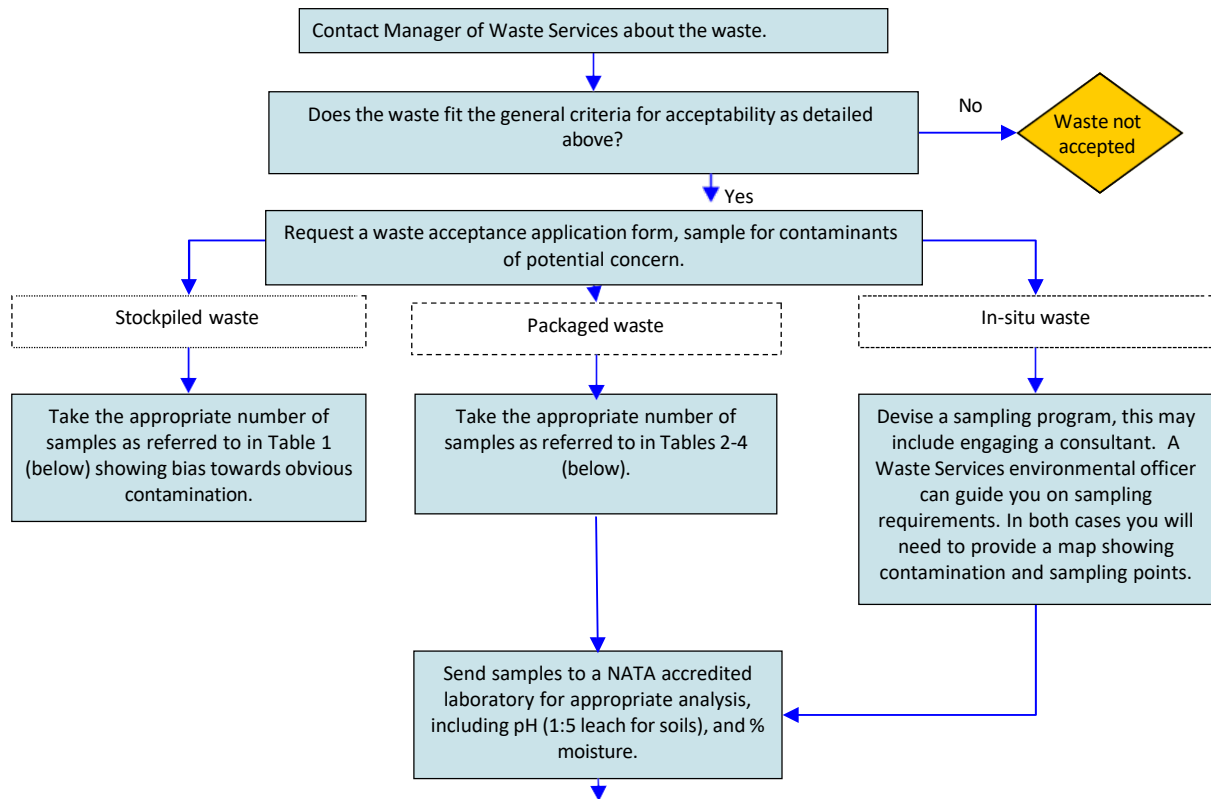 Contact Manager of Waste Services about the waste.
Does the waste fit the general criteria for acceptability as detailed
above?
No
Waste not
accepted
Yes
Request a waste acceptance application form, sample for contaminants
of potential concern.
Stockpiled waste
Packaged waste
In-situ waste
Take the appropriate number of
samples as referred to in Table 1
(below) showing bias towards obvious
contamination.
Take the appropriate number of
samples as referred to in Tables 2-4
(below).
Devise a sampling program, this may
include engaging a consultant. A
Waste Services environmental officer
can guide you on sampling
requirements. In both cases you will
need to provide a map showing
contamination and sampling points.
Send samples to a NATA accredited
laboratory for appropriate analysis,
including pH (1:5 leach for soils), and %
moisture.